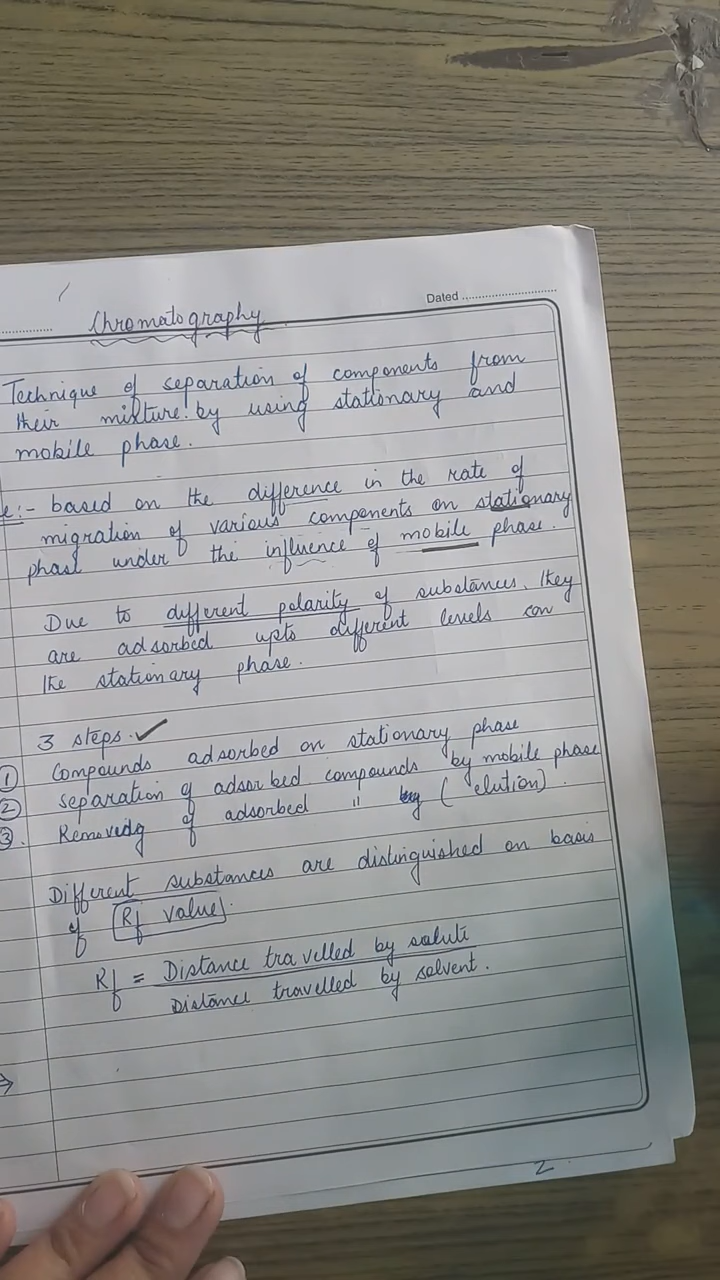 Dated
Chromatography
Technique of separation of components from
their mixture by using stationary and
mobile phase.
e:- based on the difference in the rate of
migration of various components on stationary
phase under the influence of mobile phase.
Due to different polarity of substances, they
are adsorbed upto different levels on
the stationary phase.
3 steps. ✓
① Compounds adsorbed on stationary phase
② separation of adsorbed compounds by mobile phase
③. Removing of adsorbed " by (elution).
Different substances are distinguished on basis
of Rf value.
Rf = Distance travelled by solute
Distance travelled by solvent.
2